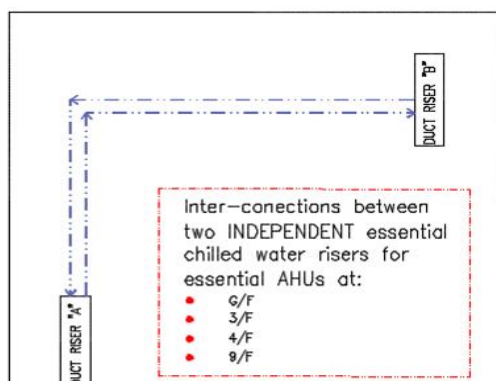 DUCT RISER "B"
Inter-conections between
two INDEPENDENT essential
chilled water risers for
essential AHUs at:
• G/F
• 3/F
• 4/F
• 9/F
DUCT RISER "A"